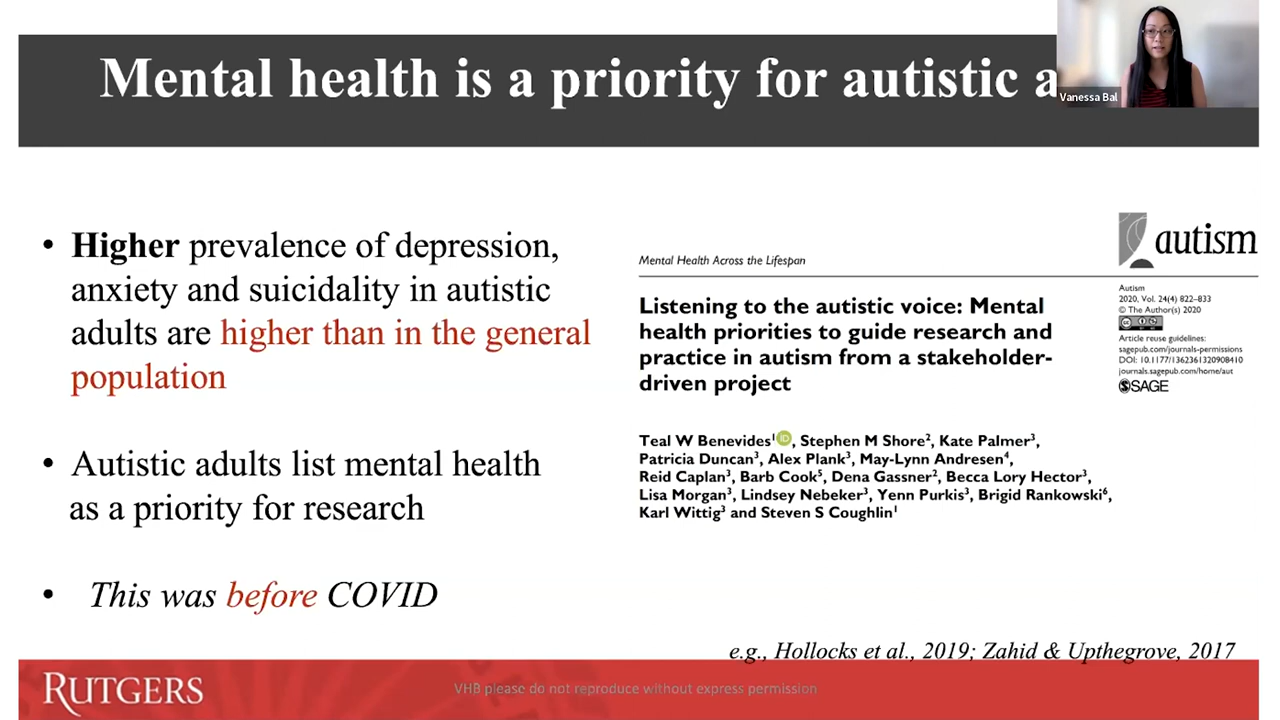 Mental health is a priority for autistic a
Vanessa Bal
• Higher prevalence of depression,
anxiety and suicidality in autistic
adults are higher than in the general
population
• Autistic adults list mental health
as a priority for research
• This was before COVID
Mental Health Across the Lifespan
autism
Autism
2020, Vol. 24(4) 822–833
© The Author(s) 2020
Article reuse guidelines:
sagepub.com/journals-permissions
DOI: 10.1177/1362361320908410
journals.sagepub.com/home/aut
SAGE
Listening to the autistic voice: Mental
health priorities to guide research and
practice in autism from a stakeholder-
driven project
Teal W Benevides1 iD, Stephen M Shore2, Kate Palmer3,
Patricia Duncan3, Alex Plank3, May-Lynn Andresen4,
Reid Caplan3, Barb Cook5, Dena Gassner2, Becca Lory Hector3,
Lisa Morgan3, Lindsey Nebeker3, Yenn Purkis3, Brigid Rankowski6,
Karl Wittig3 and Steven S Coughlin1
e.g., Hollocks et al., 2019; Zahid & Upthegrove, 2017
RUTGERS
VHB please do not reproduce without express permission